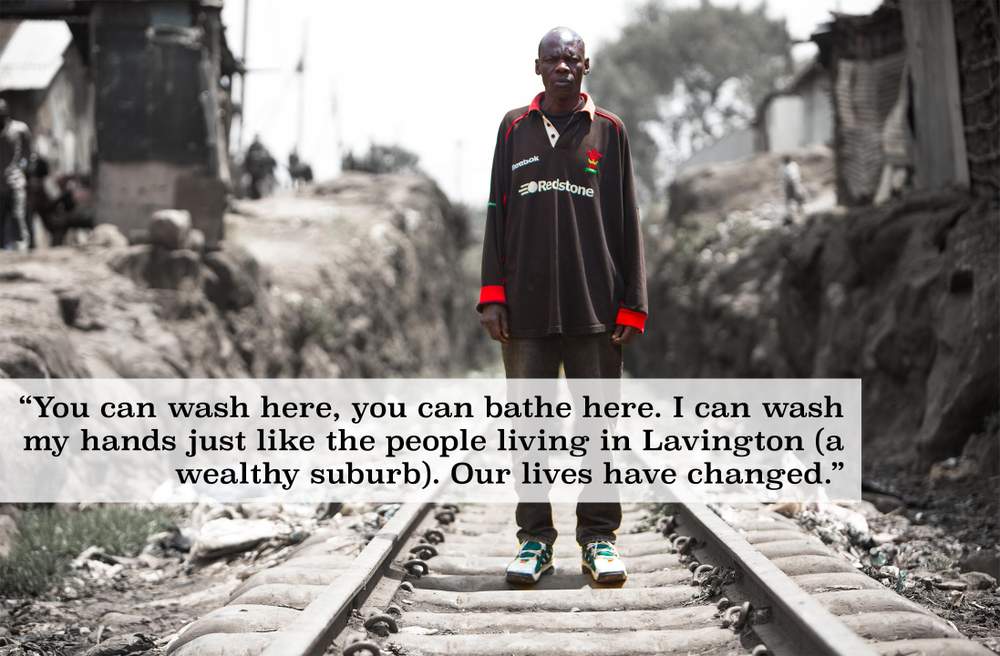 Reebok
Redstone
“You can wash here, you can bathe here. I can wash
my hands just like the people living in Lavington (a
wealthy suburb). Our lives have changed.”